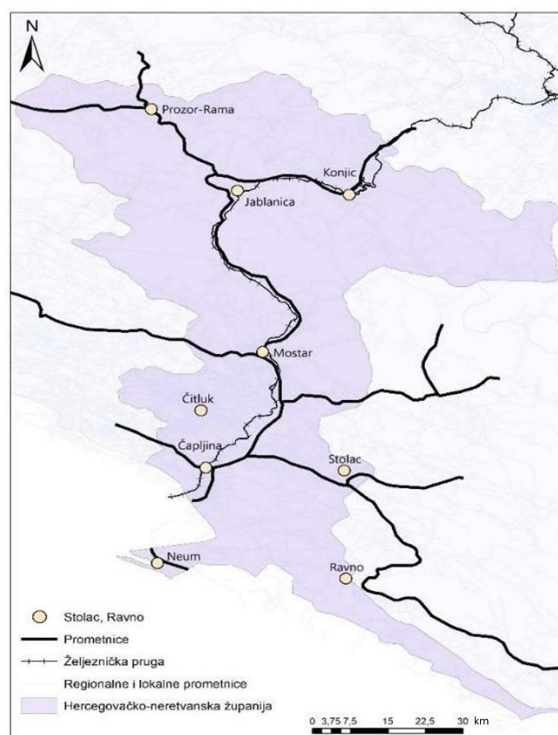 N
Prozor-Rama
Konjic
Jablanica
Mostar
Čitluk
Čapljina
Stolac
Neum
Ravno
Stolac, Ravno
Prometnice
Željeznička pruga
Regionalne i lokalne prometnice
Hercegovačko-neretvanska županija
0 3,75 7,5 15 22,5 30 km